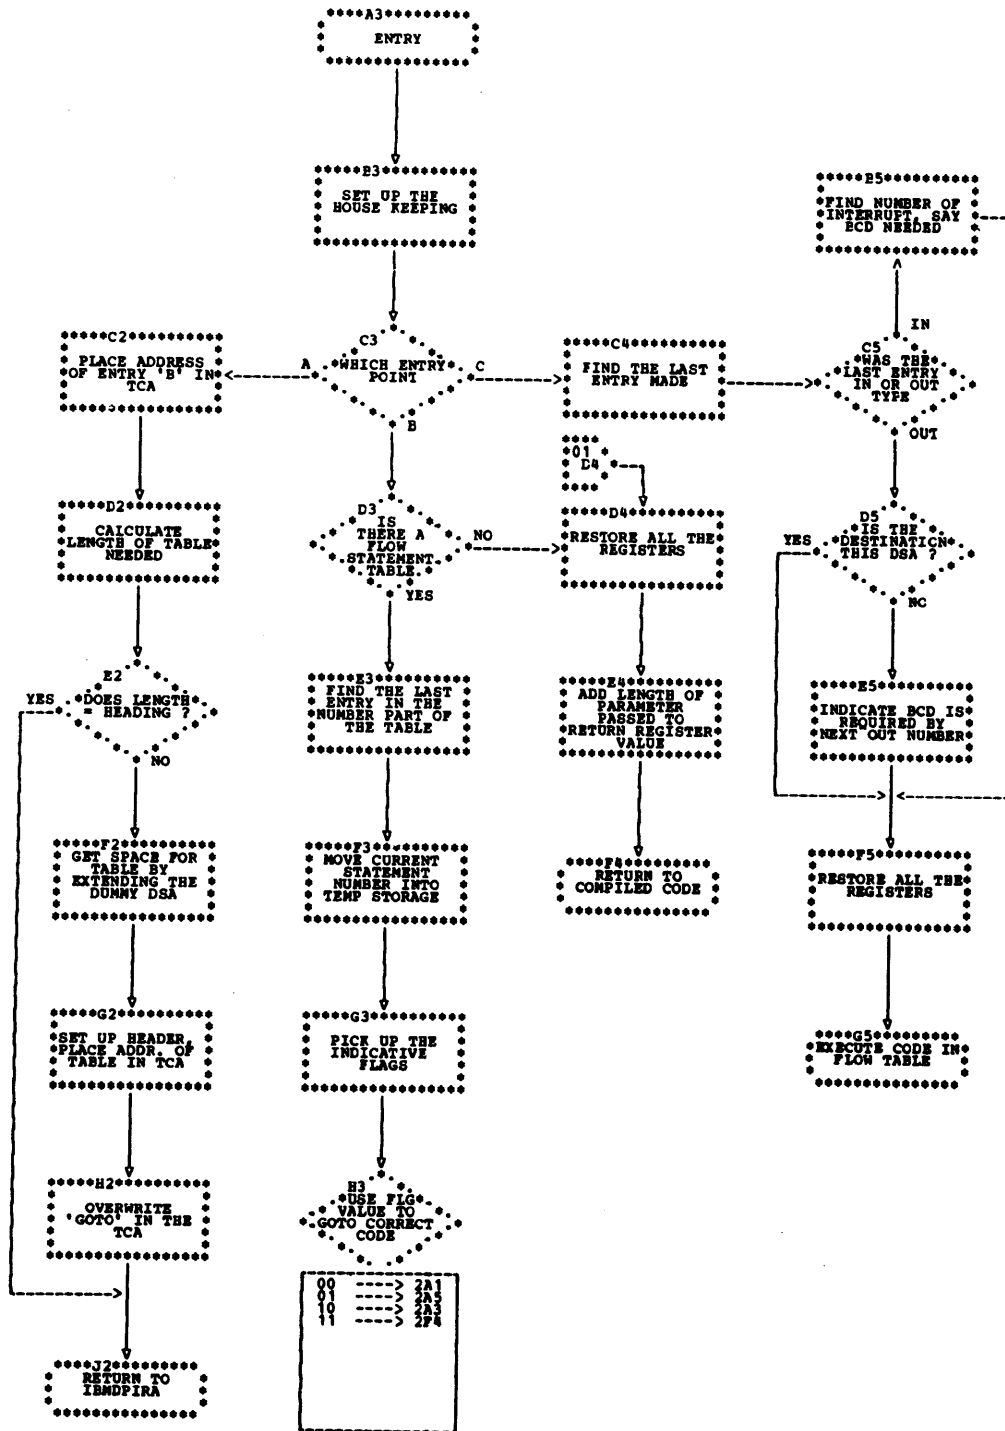 A3
ENTRY
B3
SET UP THE
HOUSE KEEPING
B5
FIND NUMBER OF
INTERRUPT, SAY
BCD NEEDED
C2
PLACE ADDRESS
OF ENTRY 'B' IN
TCA
A
C3
WHICH ENTRY
POINT
B
C
C4
FIND THE LAST
ENTRY MADE
IN
C5
WAS THE
LAST ENTRY
IN OR OUT
TYPE
OUT
01
D4
D2
CALCULATE
LENGTH OF TABLE
NEEDED
D3
IS
THERE A
FLOW
STATEMENT
TABLE.
NO
YES
D4
RESTORE ALL THE
REGISTERS
D5
IS THE
DESTINATION
THIS DSA ?
YES
NO
E2
DOES LENGTH
= HEADING ?
YES
NO
E3
FIND THE LAST
ENTRY IN THE
NUMBER PART OF
THE TABLE
E4
ADD LENGTH OF
PARAMETER
PASSED TO
RETURN REGISTER
VALUE
E5
INDICATE BCD IS
REQUIRED BY
NEXT OUT NUMBER
F2
GET SPACE FOR
TABLE BY
EXTENDING THE
DUMMY DSA
F3
MOVE CURRENT
STATEMENT
NUMBER INTO
TEMP STORAGE
F4
RETURN TO
COMPILED CODE
F5
RESTORE ALL THE
REGISTERS
G2
SET UP HEADER,
PLACE ADDR. OF
TABLE IN TCA
G3
PICK UP THE
INDICATIVE
FLAGS
G5
EXECUTE CODE IN
FLOW TABLE
H2
OVERWRITE
'GOTO' IN THE
TCA
H3
USE FLG
VALUE TO
GOTO CORRECT
CODE
00 ----> 2A1
01 ----> 2A5
10 ----> 2A3
11 ----> 2F4
J2
RETURN TO
IBMDPIRA